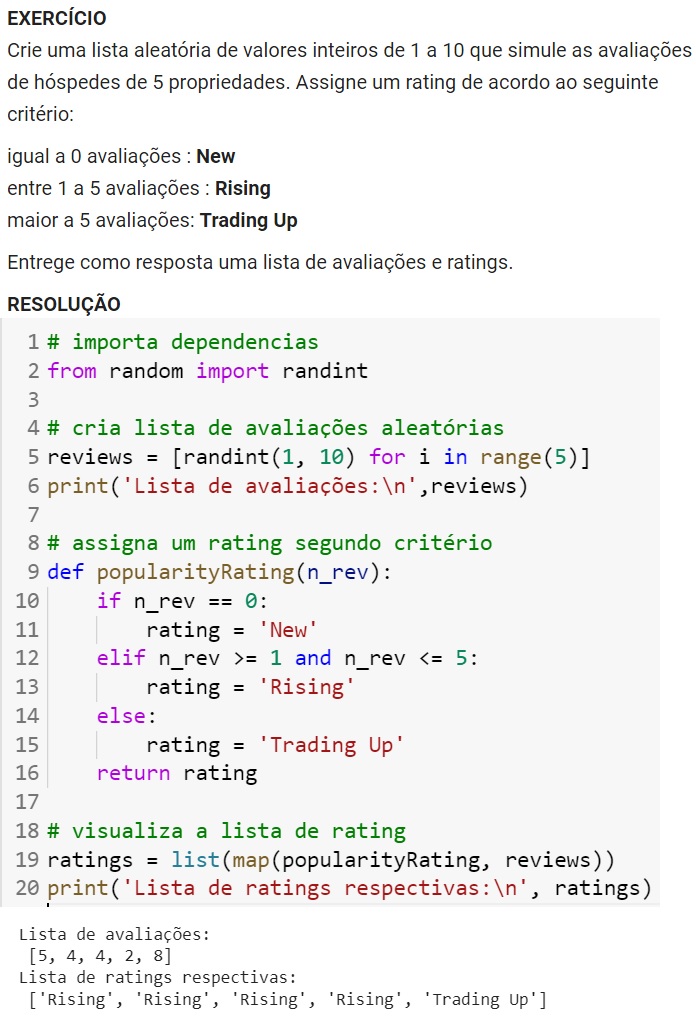 EXERCÍCIO
Crie uma lista aleatória de valores inteiros de 1 a 10 que simule as avaliações
de hóspedes de 5 propriedades. Assigne um rating de acordo ao seguinte
critério:
igual a 0 avaliações : New
entre 1 a 5 avaliações : Rising
maior a 5 avaliações: Trading Up
Entrege como resposta uma lista de avaliações e ratings.
RESOLUÇÃO
1 # importa dependencias
2 from random import randint
3
4 # cria lista de avaliações aleatórias
5 reviews = [randint(1, 10) for i in range(5)]
6 print('Lista de avaliações:\n',reviews)
7
8 # assigna um rating segundo critério
9 def popularityRating(n_rev):
10     if n_rev == 0:
11         rating = 'New'
12     elif n_rev >= 1 and n_rev <= 5:
13         rating = 'Rising'
14     else:
15         rating = 'Trading Up'
16     return rating
17
18 # visualiza a lista de rating
19 ratings = list(map(popularityRating, reviews))
20 print('Lista de ratings respectivas:\n', ratings)
Lista de avaliações:
 [5, 4, 4, 2, 8]
Lista de ratings respectivas:
 ['Rising', 'Rising', 'Rising', 'Rising', 'Trading Up']